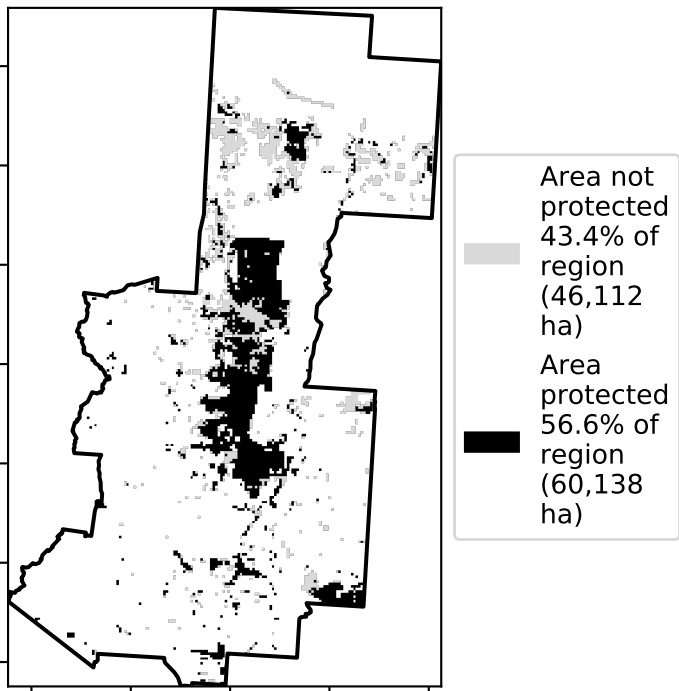 Area not
protected
43.4% of
region
(46,112
ha)
Area
protected
56.6% of
region
(60,138
ha)